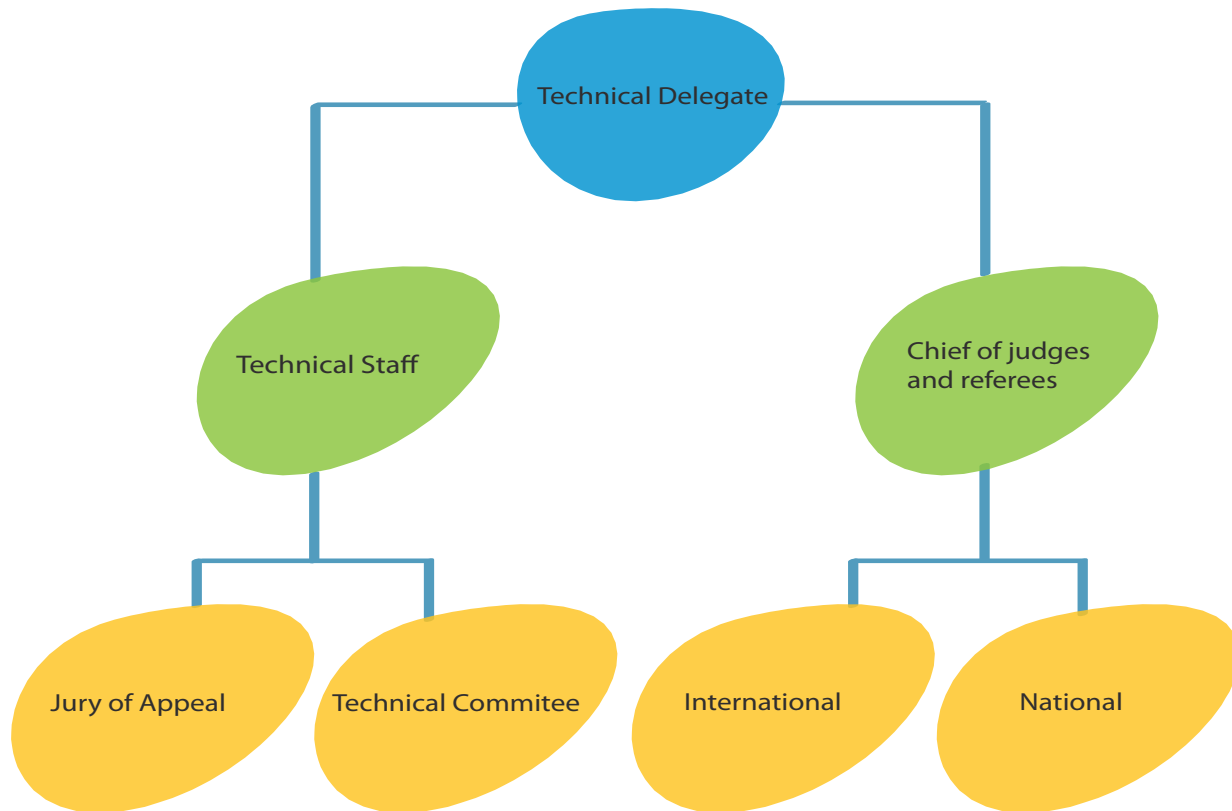 Technical Delegate
Technical Staff
Chief of judges
and referees
Jury of Appeal
Technical Commitee
International
National